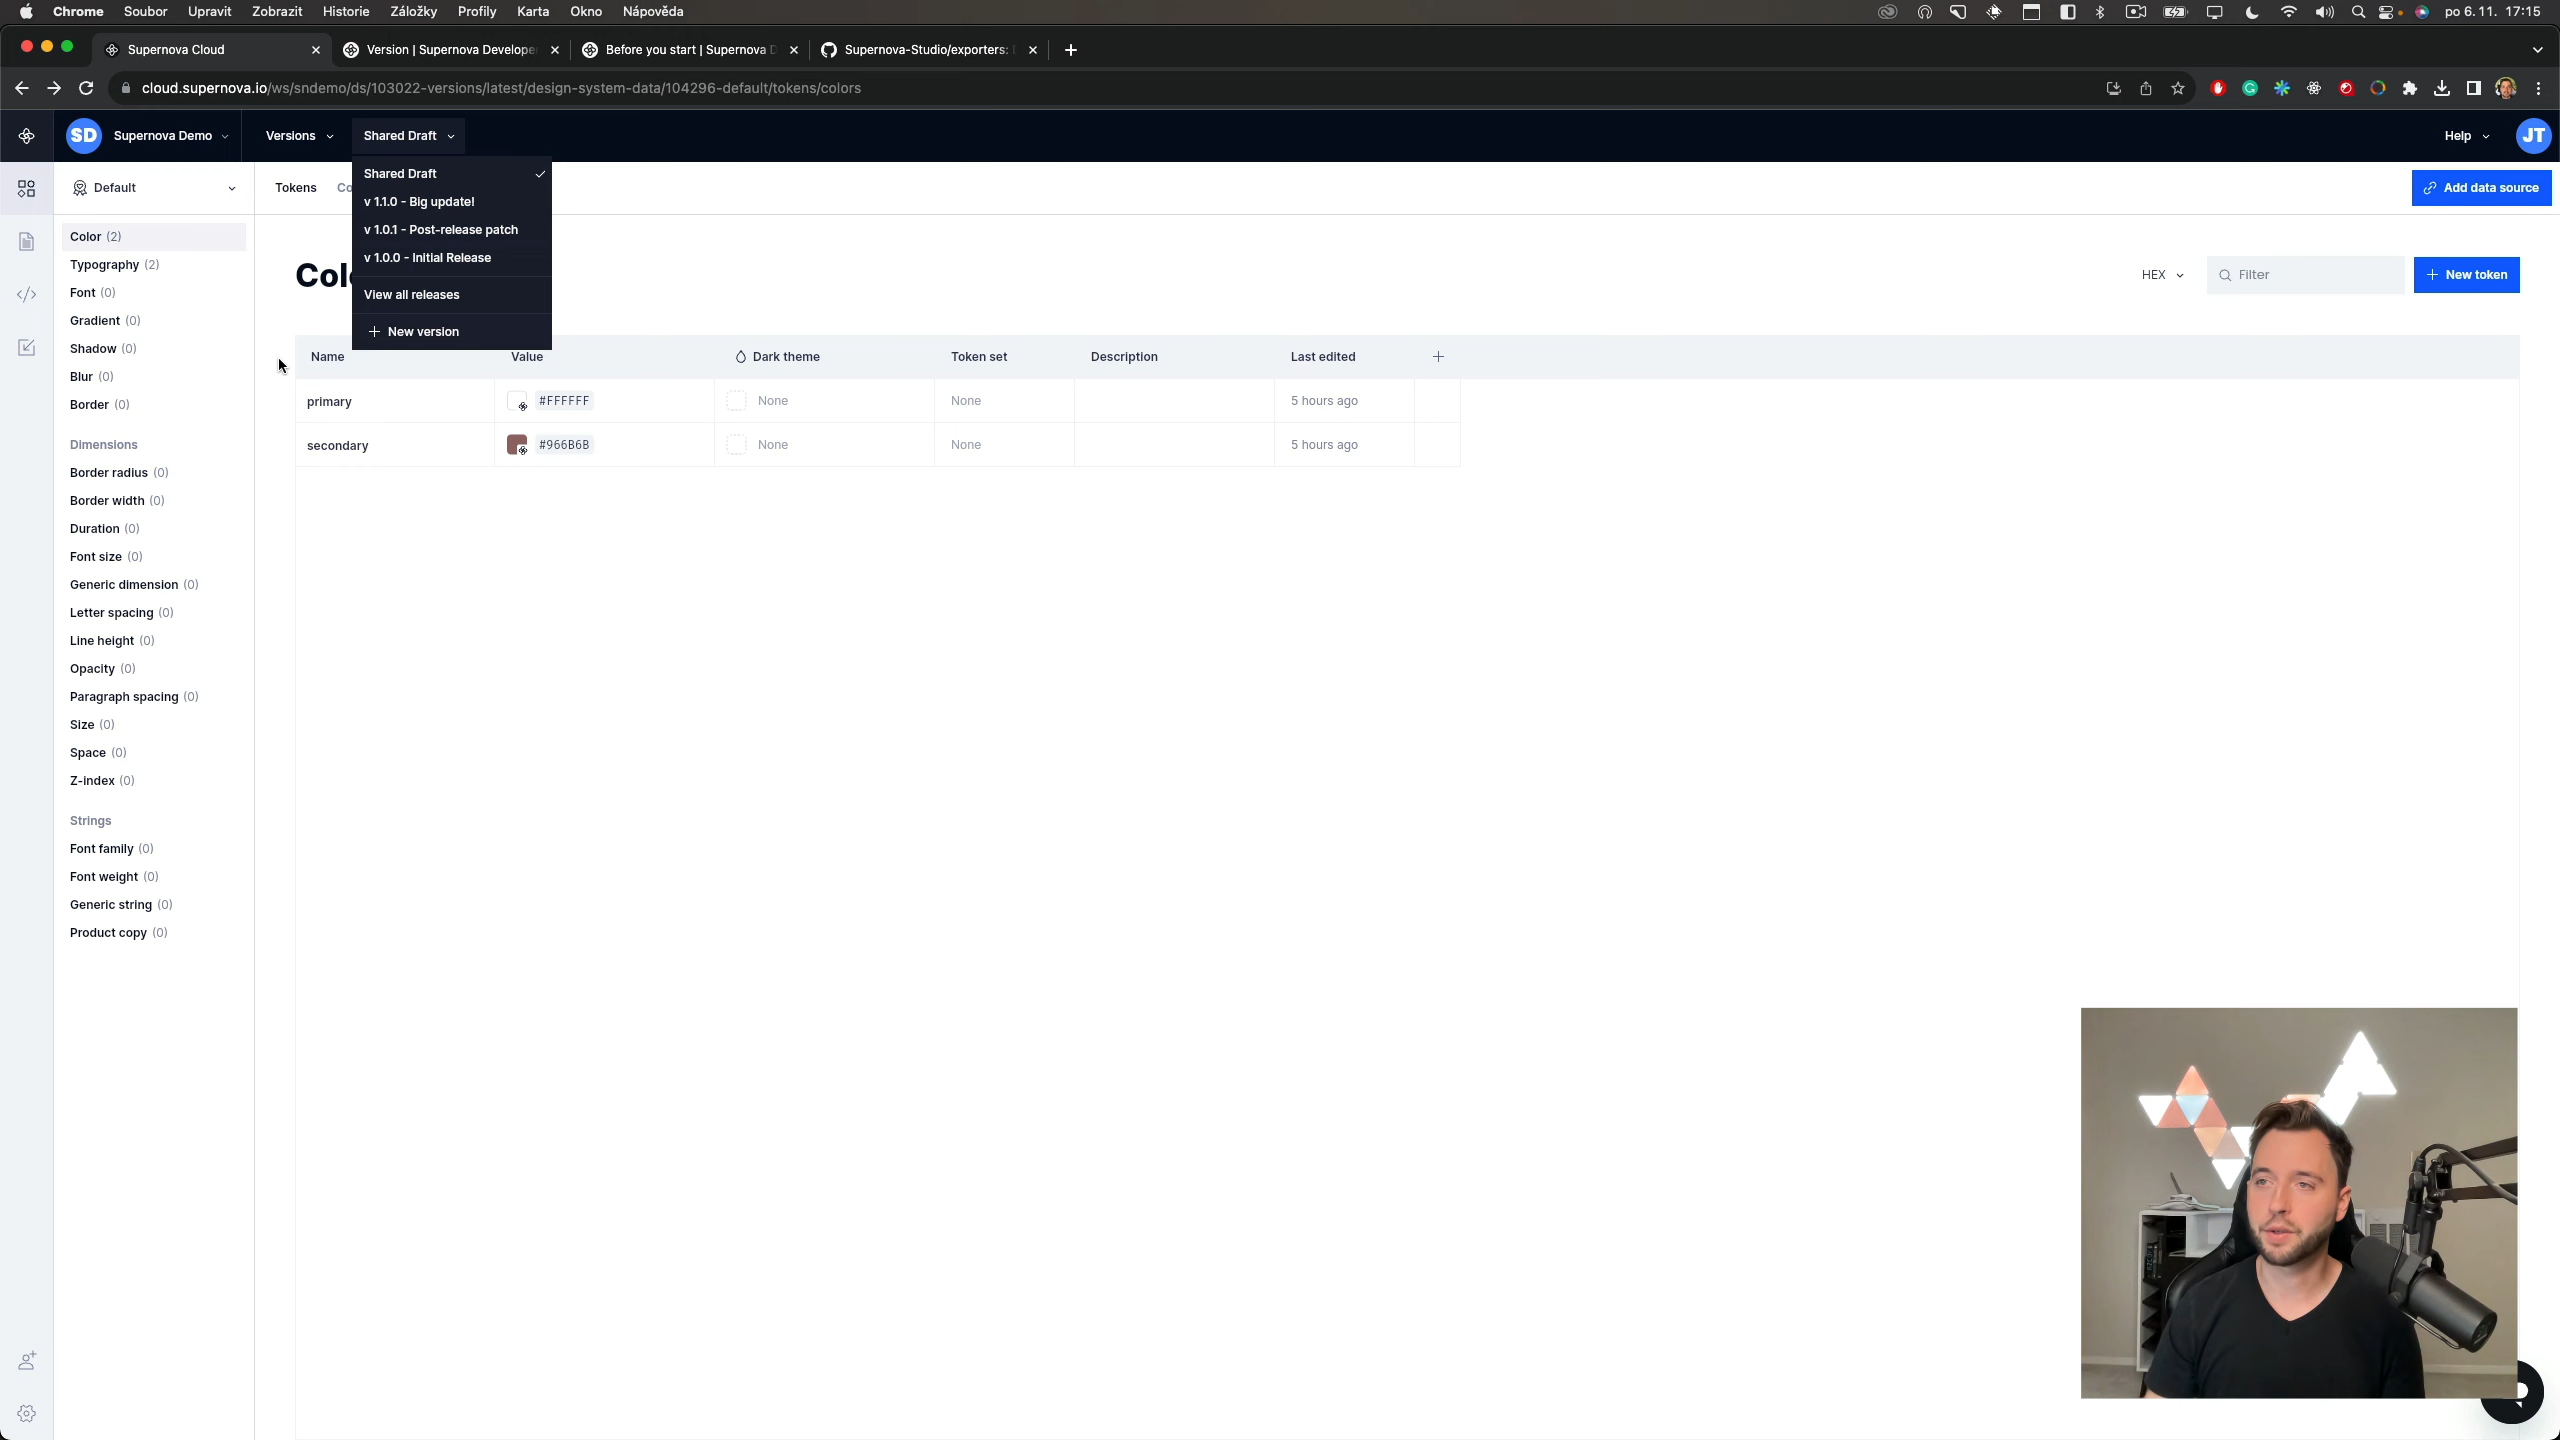 Chrome Soubor Upravit Zobrazit Historie Záložky Profily Karta Okno Nápověda po 6. 11. 17:15
Supernova Cloud Version | Supernova Develope Before you start | Supernova D Supernova-Studio/exporters:
cloud.supernova.io/ws/sndemo/ds/103022-versions/latest/design-system-data/104296-default/tokens/colors
SD Supernova Demo Versions Shared Draft Help JT
Shared Draft
v 1.1.0 - Big update!
v 1.0.1 - Post-release patch
v 1.0.0 - Initial Release
View all releases
New version
Default Tokens Co Add data source
Color (2)
Typography (2)
Font (0)
Gradient (0)
Shadow (0)
Blur (0)
Border (0)
Dimensions
Border radius (0)
Border width (0)
Duration (0)
Font size (0)
Generic dimension (0)
Letter spacing (0)
Line height (0)
Opacity (0)
Paragraph spacing (0)
Size (0)
Space (0)
Z-index (0)
Strings
Font family (0)
Font weight (0)
Generic string (0)
Product copy (0)
Col HEX Filter New token
Name Value Dark theme Token set Description Last edited
primary #FFFFFF None None 5 hours ago
secondary #966B6B None None 5 hours ago